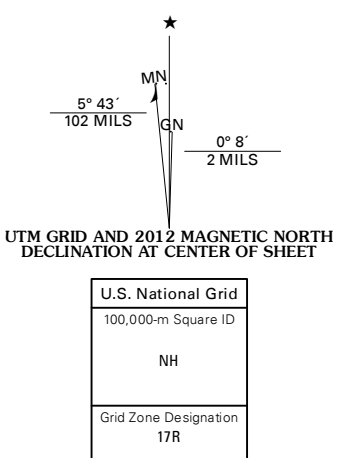 ★
MN.
5° 43´
102 MILS
GN
0° 8´
2 MILS
UTM GRID AND 2012 MAGNETIC NORTH
DECLINATION AT CENTER OF SHEET
U.S. National Grid
100,000-m Square ID
NH
Grid Zone Designation
17R